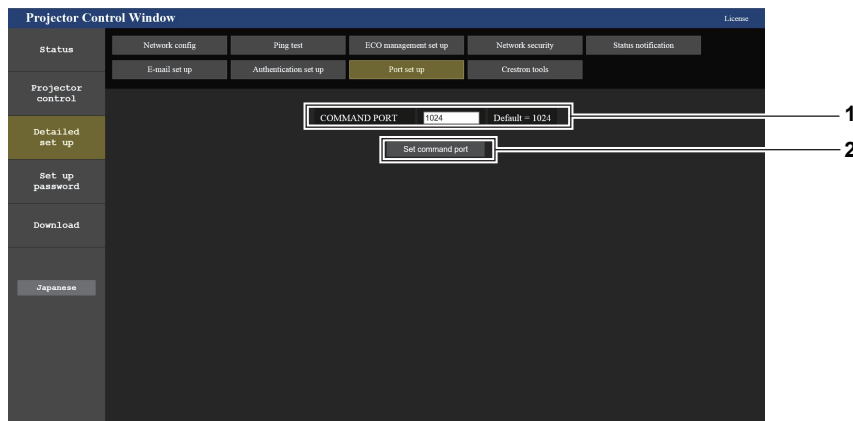 Projector Control Window
License
Status
Network config
Ping test
ECO management set up
Network security
Status notification
E-mail set up
Authentication set up
Port set up
Crestron tools
Projector
control
Detailed
set up
Set up
password
Download
Japanese
COMMAND PORT 1024 Default = 1024
1
Set command port
2